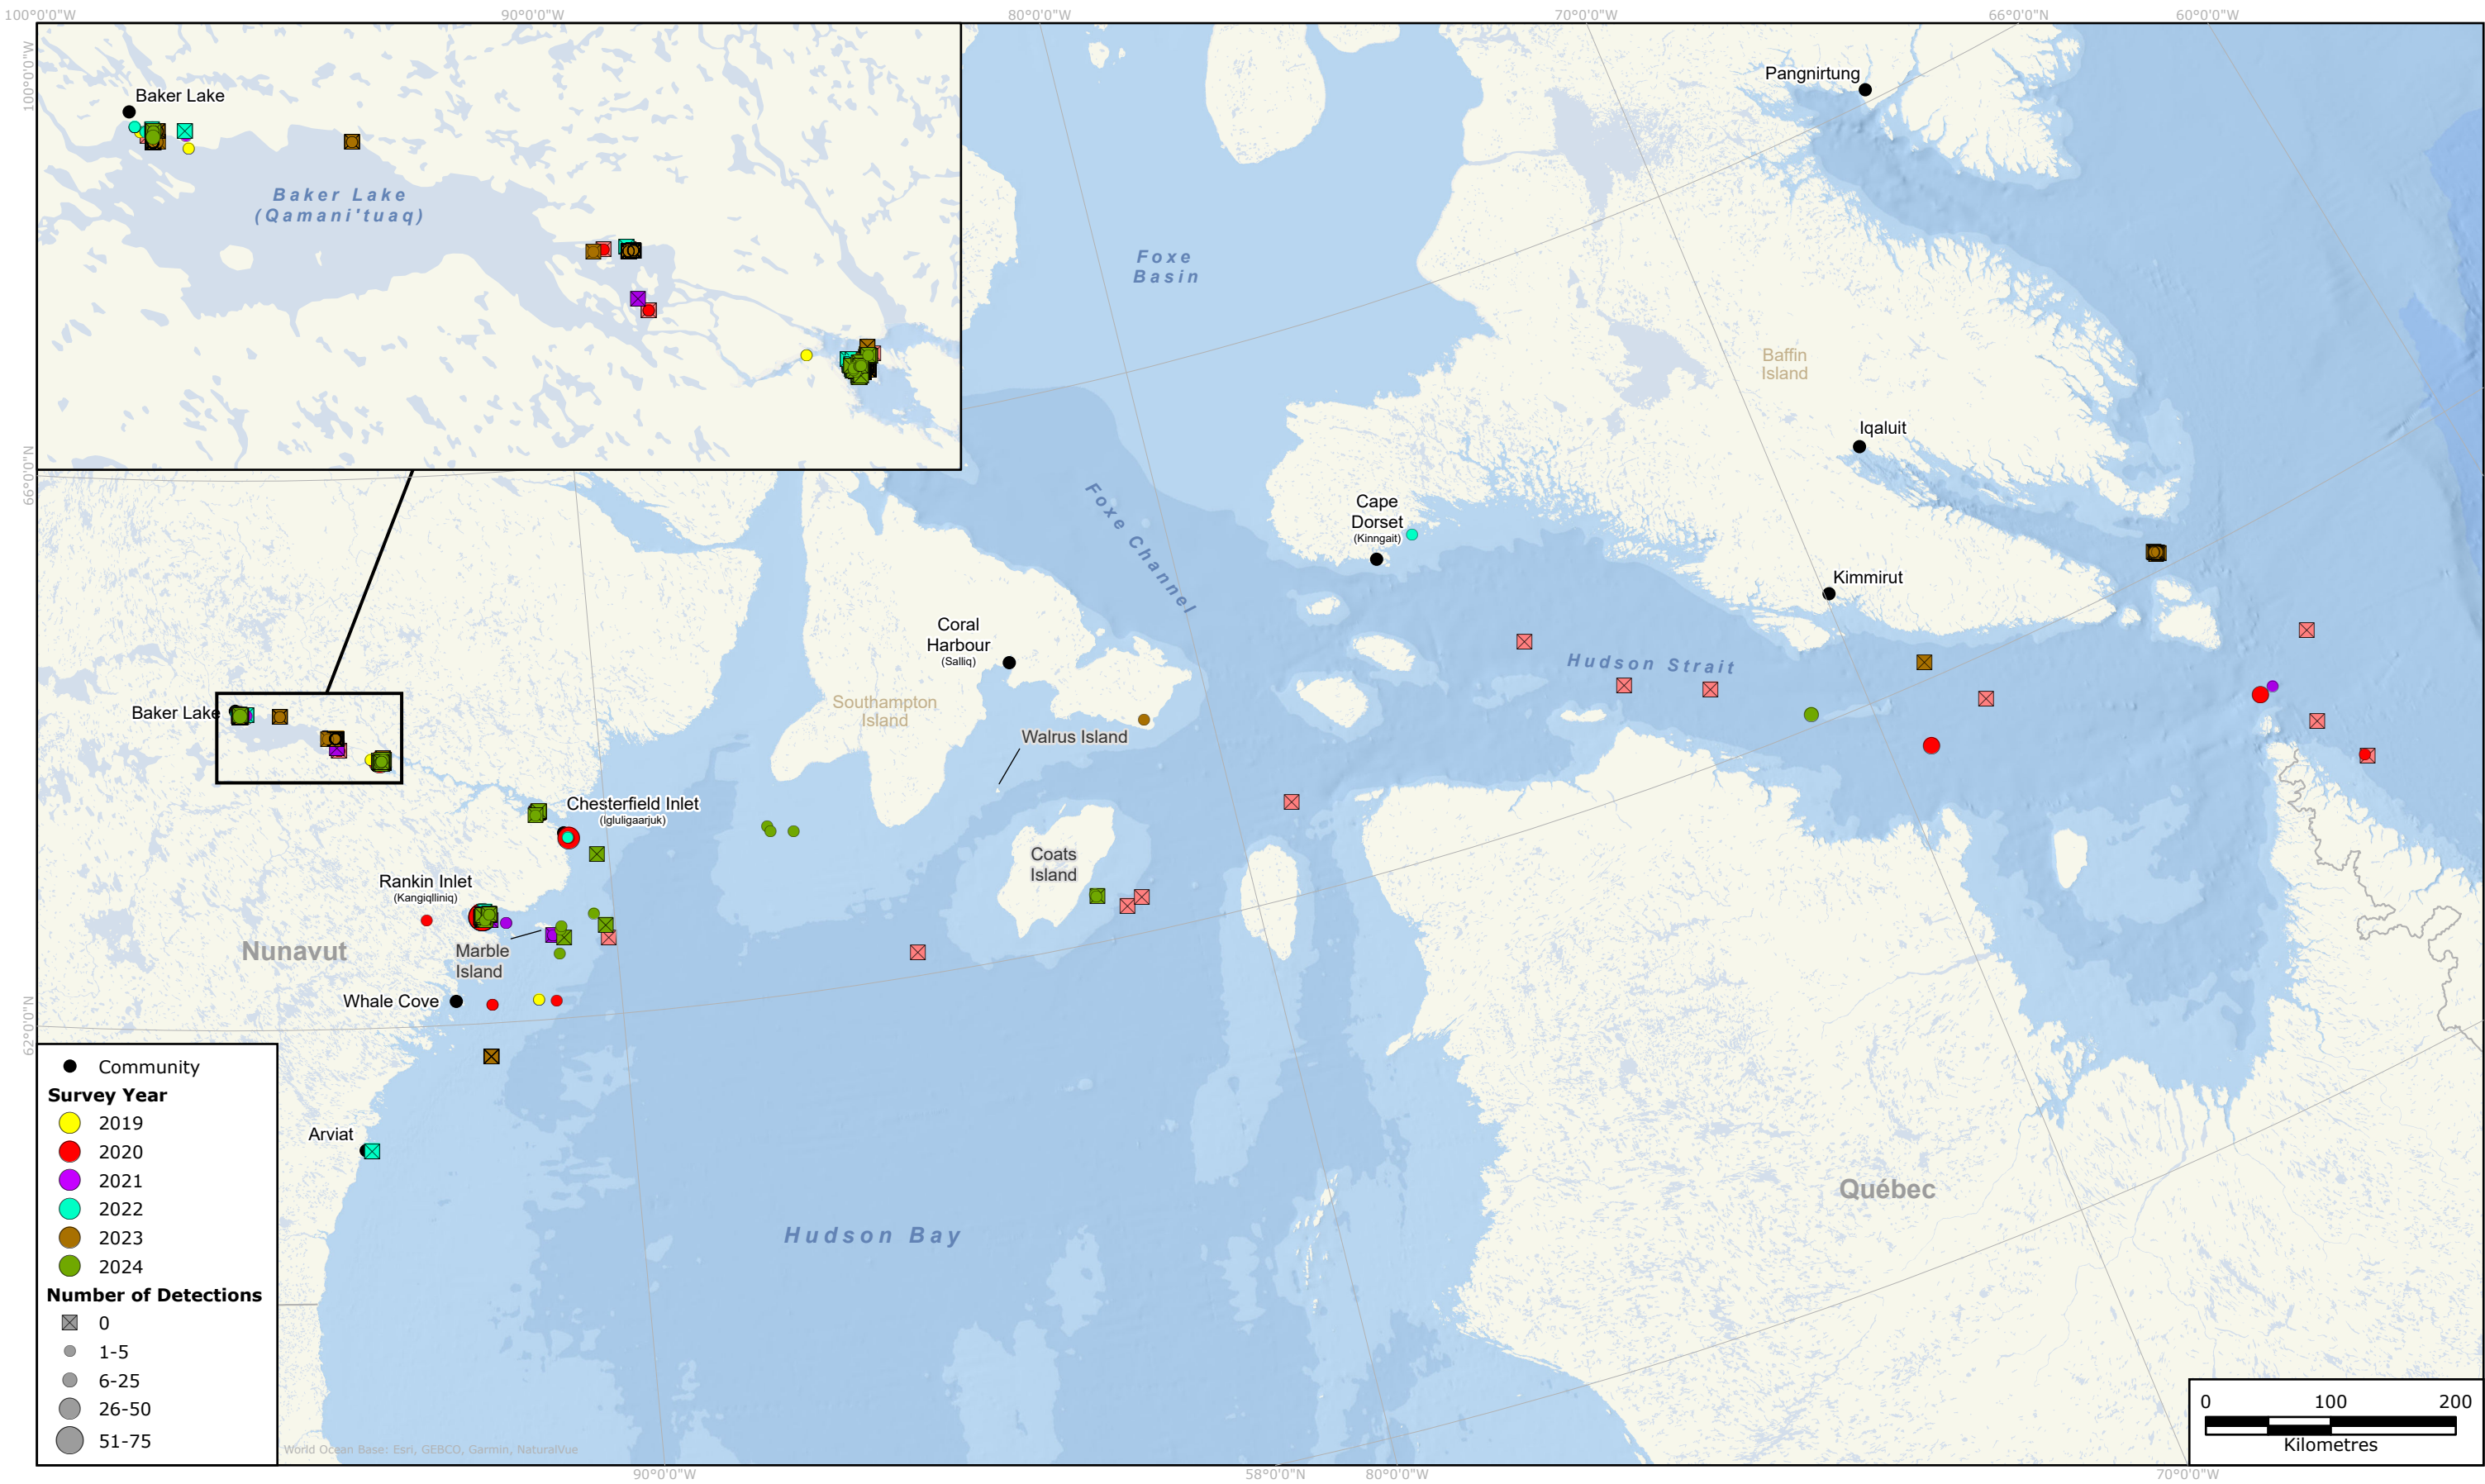 100°0'0"W
90°0'0"W
80°0'0"W
70°0'0"W
66°0'0"W
60°0'0"W
100°0'0"W
Baker Lake
Baker Lake
(Qamani'tuaq)
Pangnirtung
Foxe
Basin
Baffin
Island
Iqaluit
66°0'0"N
Foxe Channel
Cape
Dorset
(Kinngait)
Kimmirut
Coral
Harbour
(Salliq)
Hudson Strait
Southampton
Island
Baker Lake
Walrus Island
Chesterfield Inlet
(Igluligaarjuk)
Coats
Island
Rankin Inlet
(Kangiqlliniq)
Nunavut
Marble
Island
Whale Cove
62°0'0"N
Arviat
Québec
Hudson Bay
Community
Survey Year
2019
2020
2021
2022
2023
2024
Number of Detections
0
1-5
6-25
26-50
51-75
World Ocean Base: Esri, GEBCO, Garmin, NaturalVue
0 100 200
Kilometres
90°0'0"W
58°0'0"N
80°0'0"W
70°0'0"W